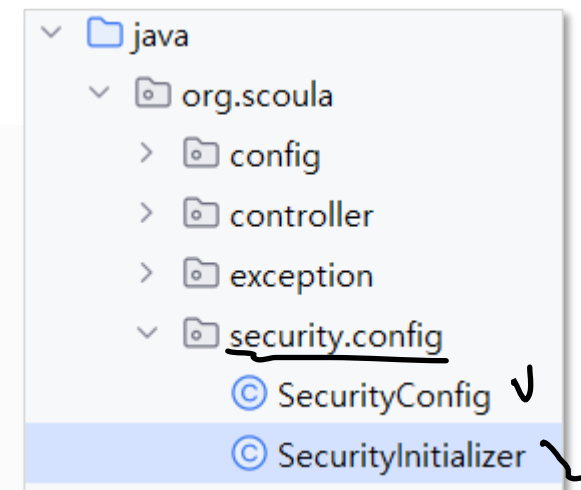 java
org.scoula
config
controller
exception
security.config
SecurityConfig
SecurityInitializer